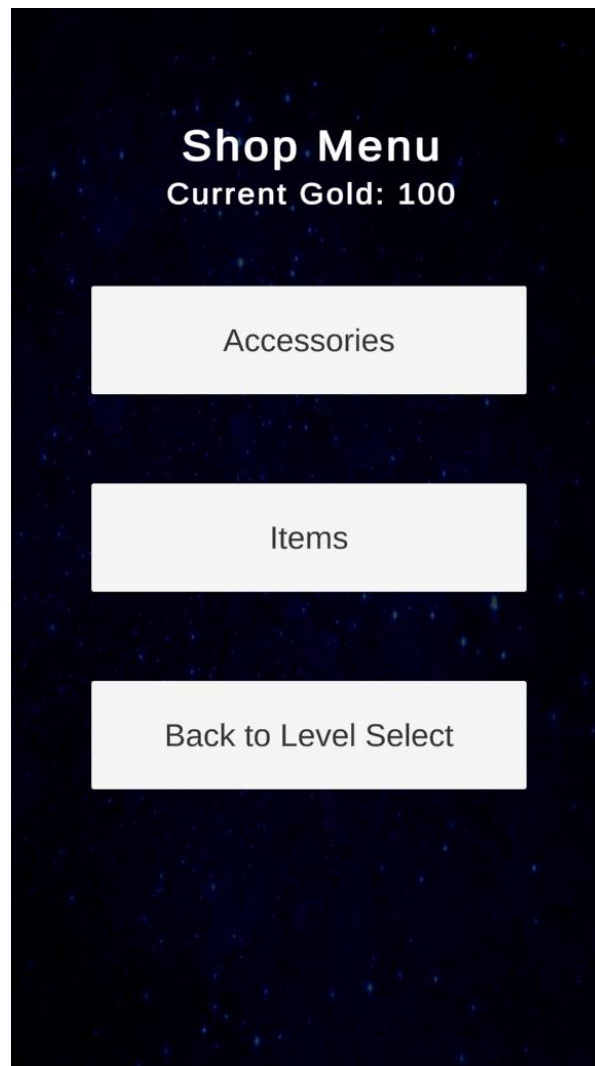 Shop Menu
Current Gold: 100
Accessories
Items
Back to Level Select